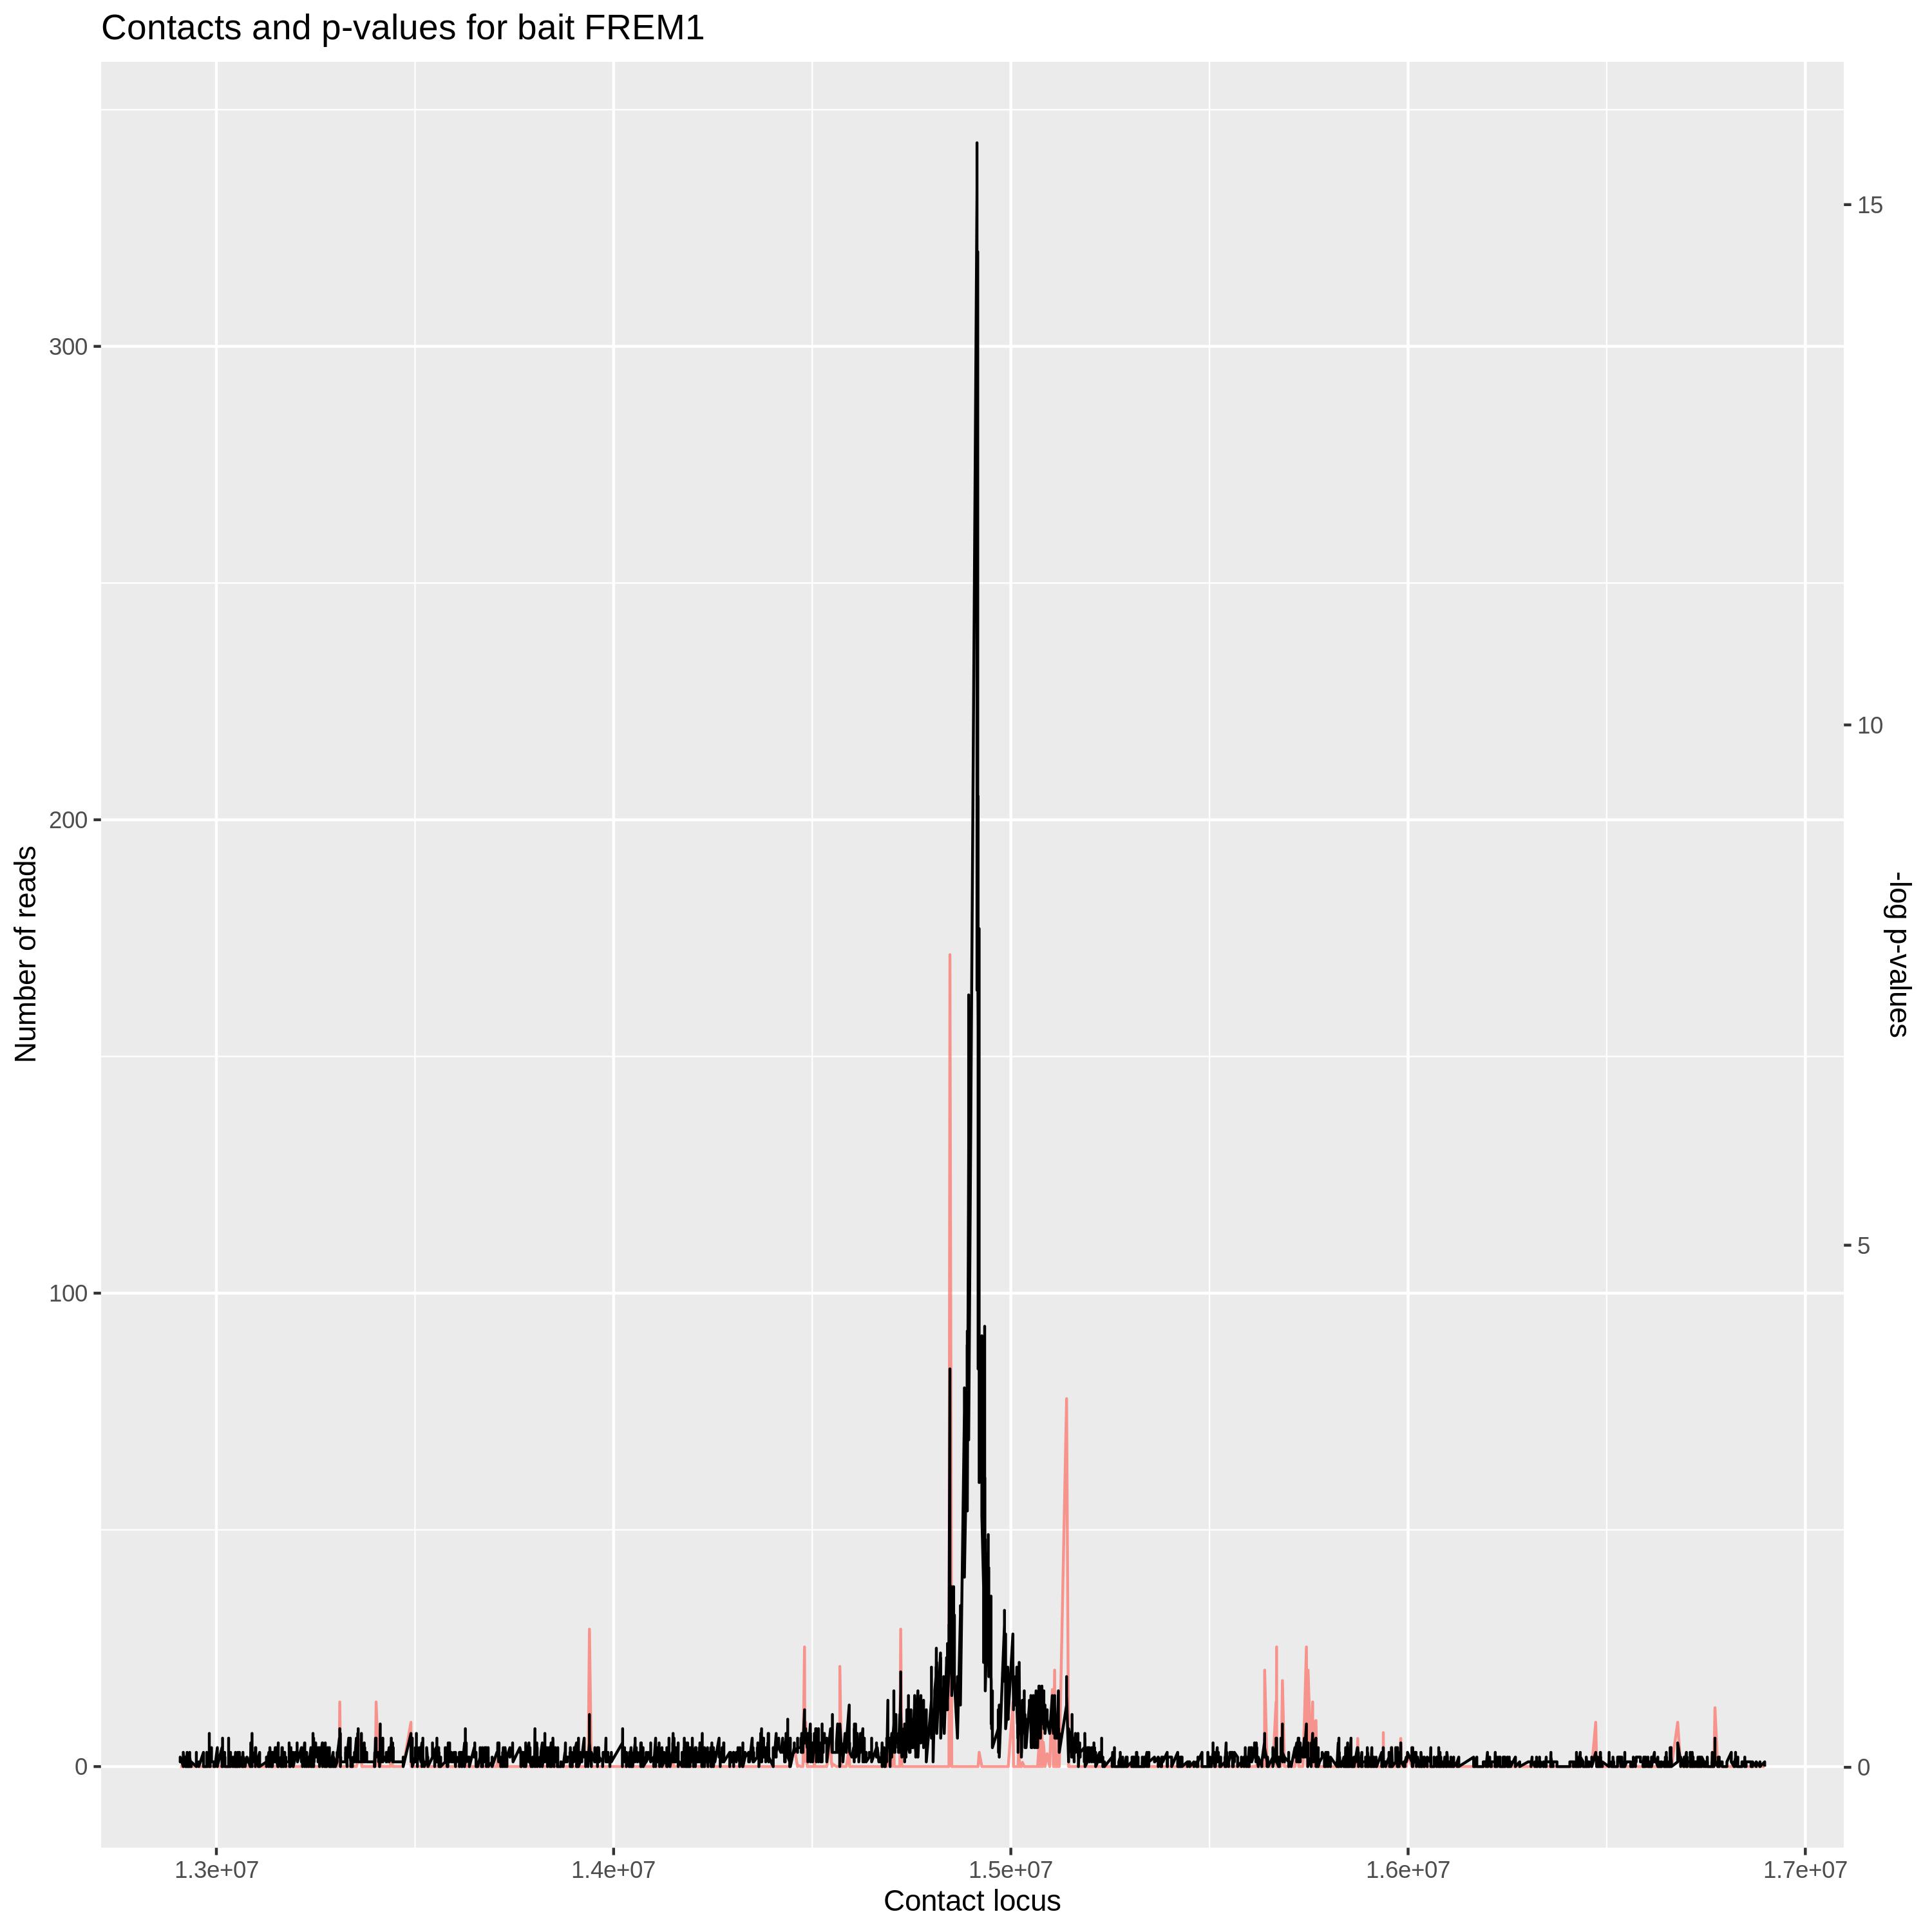 Contacts and p-values for bait FREM1
Number of reads
300
200
100
0
15
10
5
0
-log p-values
1.3e+07
1.4e+07
1.5e+07
1.6e+07
1.7e+07
Contact locus